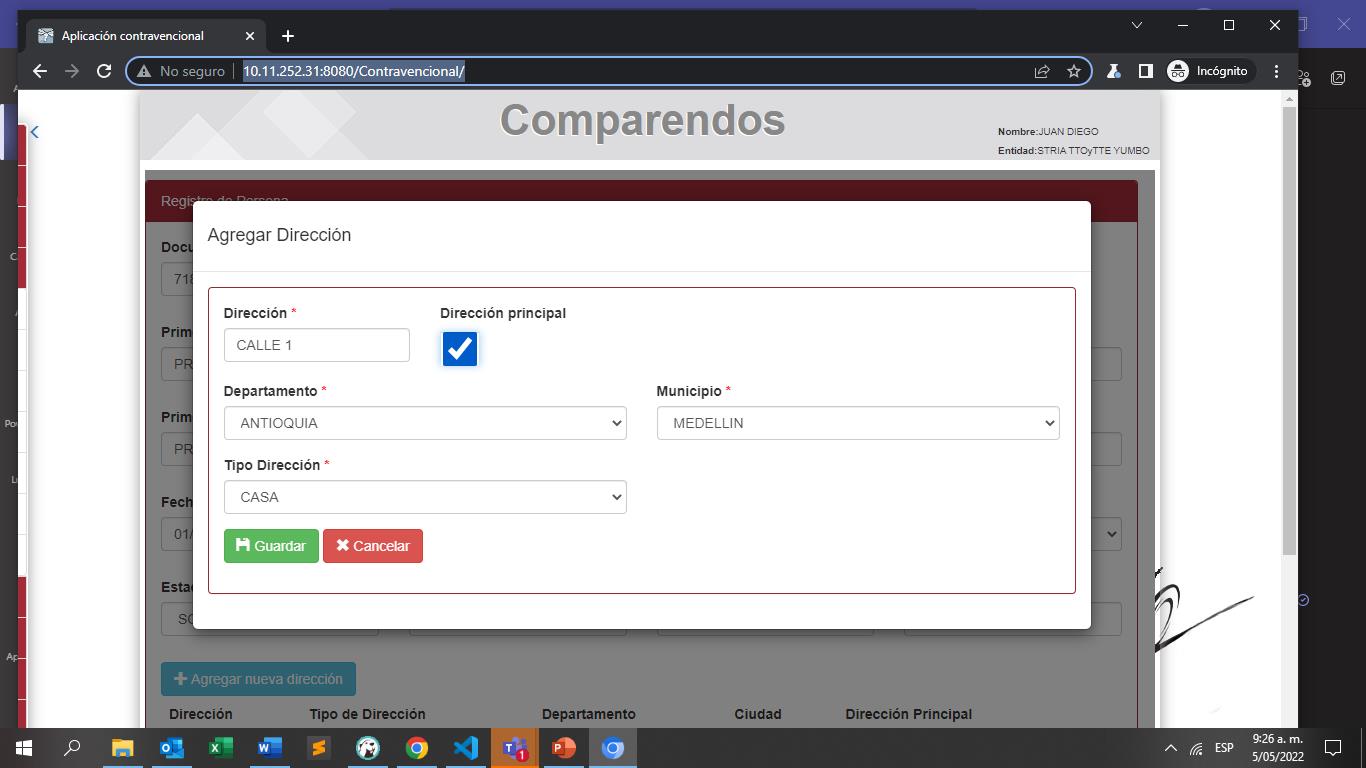 Aplicación contravencional
No seguro
10.11.252.31:8080/Contravencional/
Incógnito
Comparendos
Nombre:JUAN DIEGO
Entidad:STRIA TTOyTTE YUMBO
Registro de Persona
Agregar Dirección
Docu
718
Dirección *
Dirección principal
CALLE 1
Prim
PR
Departamento *
Municipio *
ANTIOQUIA
MEDELLIN
Prim
PR
Tipo Dirección *
CASA
Fech
01/
Guardar
Cancelar
Esta
SO
Agregar nueva dirección
Dirección
Tipo de Dirección
Departamento
Ciudad
Dirección Principal
1
ESP
9:26 a. m.
5/05/2022